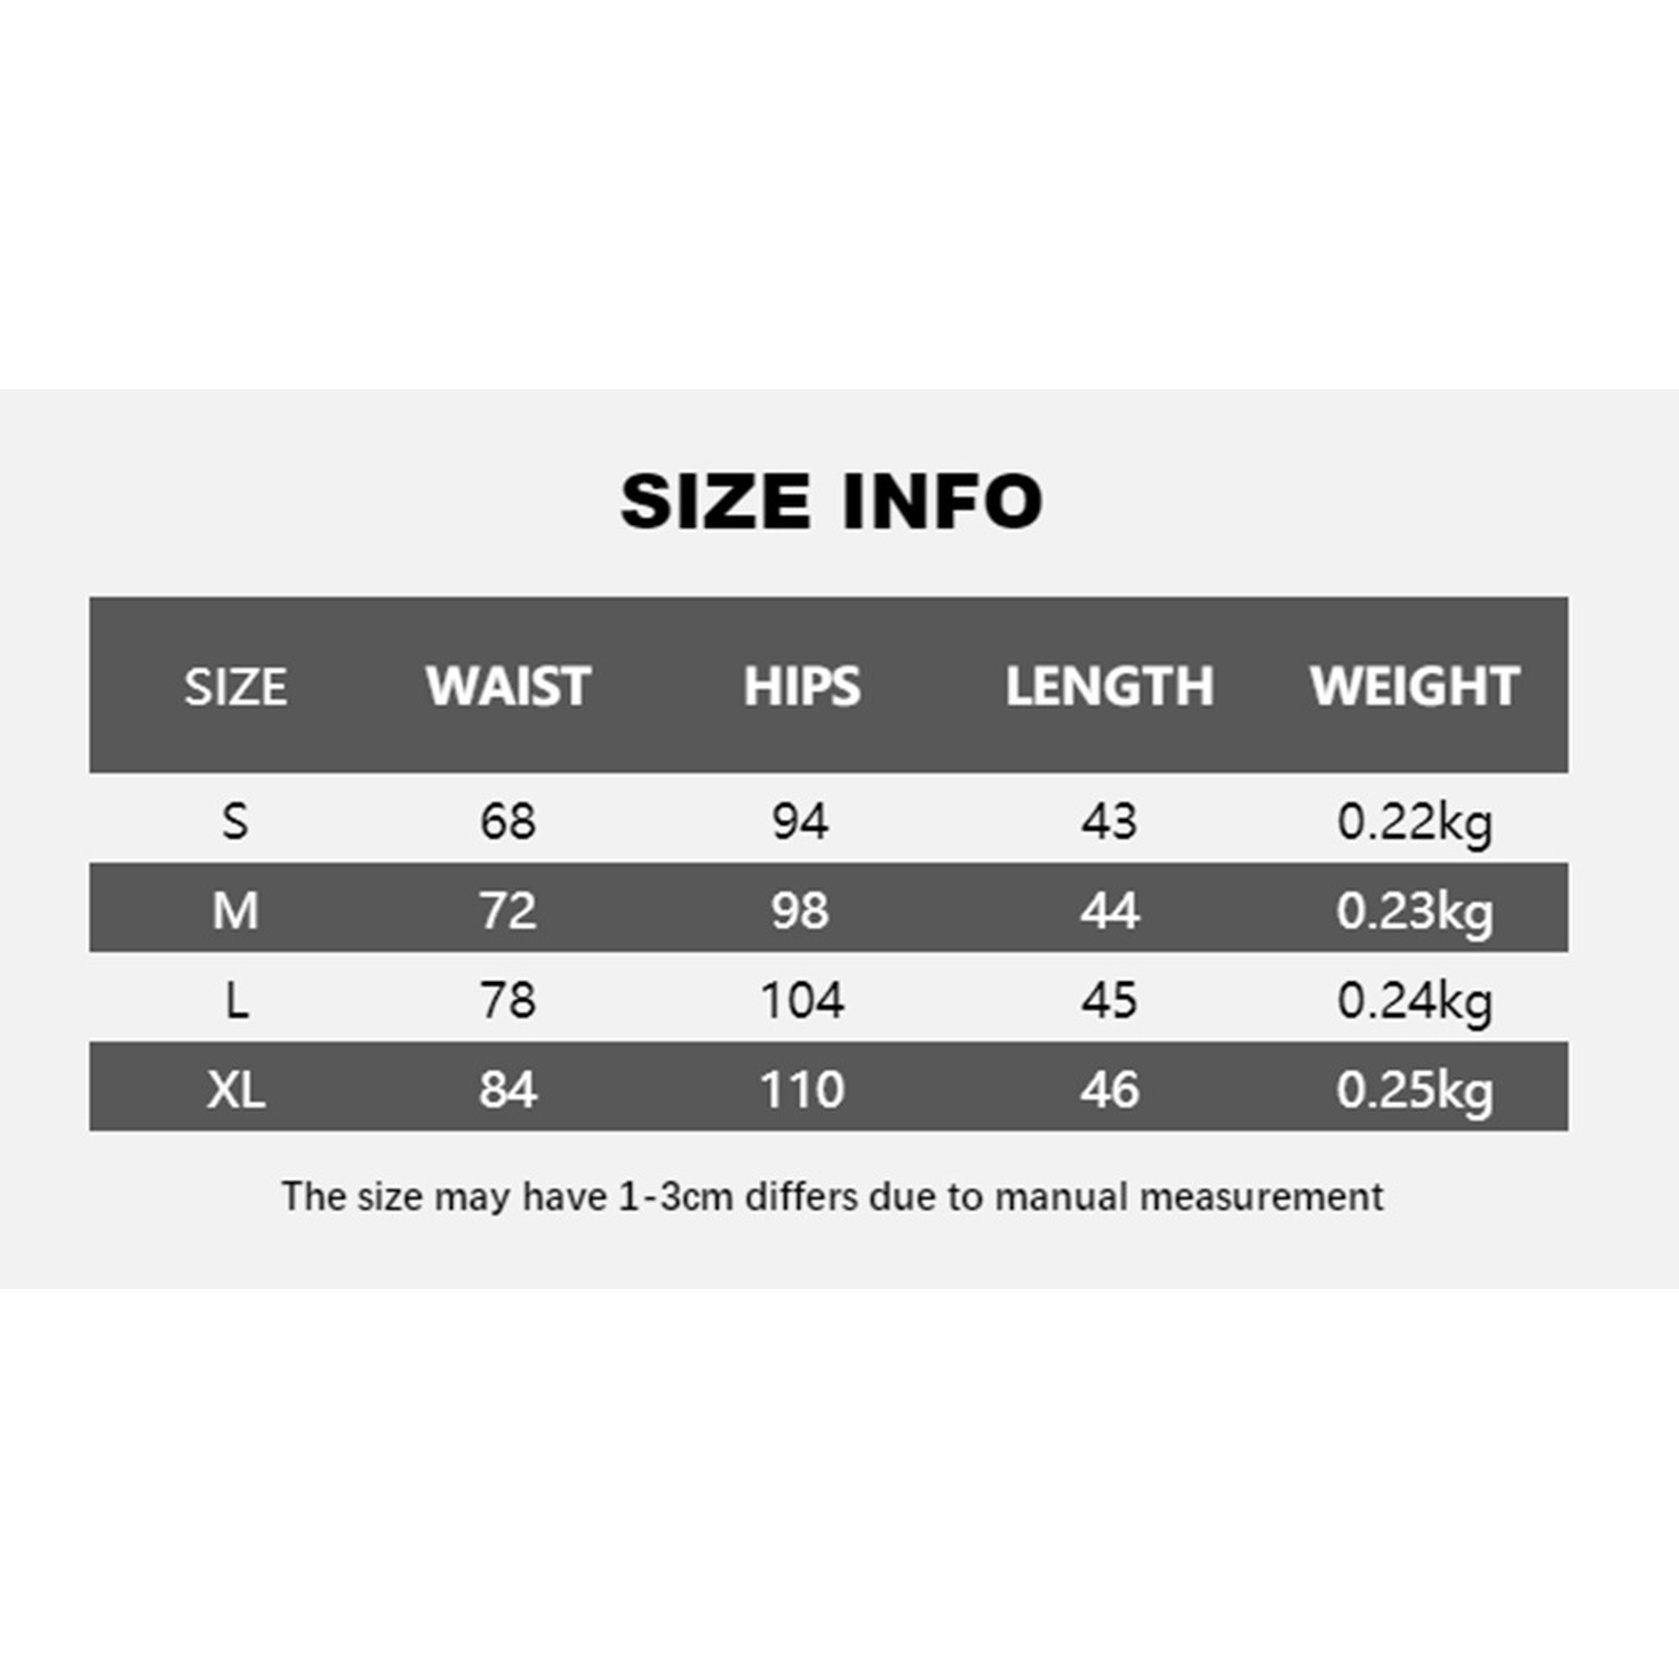 SIZE INFO
SIZE WAIST HIPS LENGTH WEIGHT
S 68 94 43 0.22kg
M 72 98 44 0.23kg
L 78 104 45 0.24kg
XL 84 110 46 0.25kg
The size may have 1-3cm differs due to manual measurement